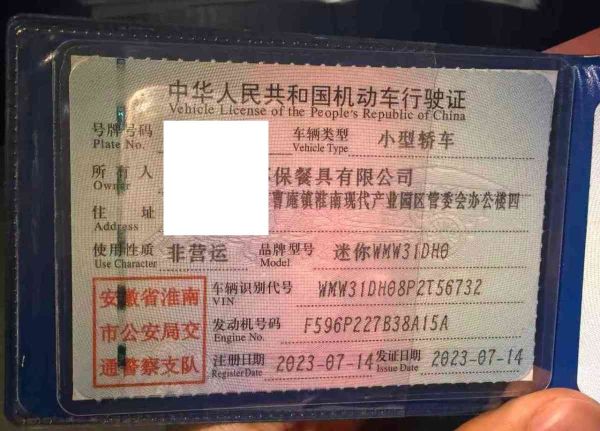 中华人民共和国机动车行驶证
Vehicle License of the People's Republic of China
号牌号码 车辆类型 小型轿车
Plate No. Vehicle Type
所有人 保餐具有限公司
Owner
住址 曹庵镇淮南现代产业园区管委会办公楼四
Address
使用性质 非营运 品牌型号 迷你WMW31DH0
Use Character Model
安徽省淮南
市公安局交
通警察支队
车辆识别代号 WMW31DH08P2T56732
VIN
发动机号码 F596P227B38A15A
Engine No.
注册日期 2023-07-14 发证日期 2023-07-14
Register Date Issue Date